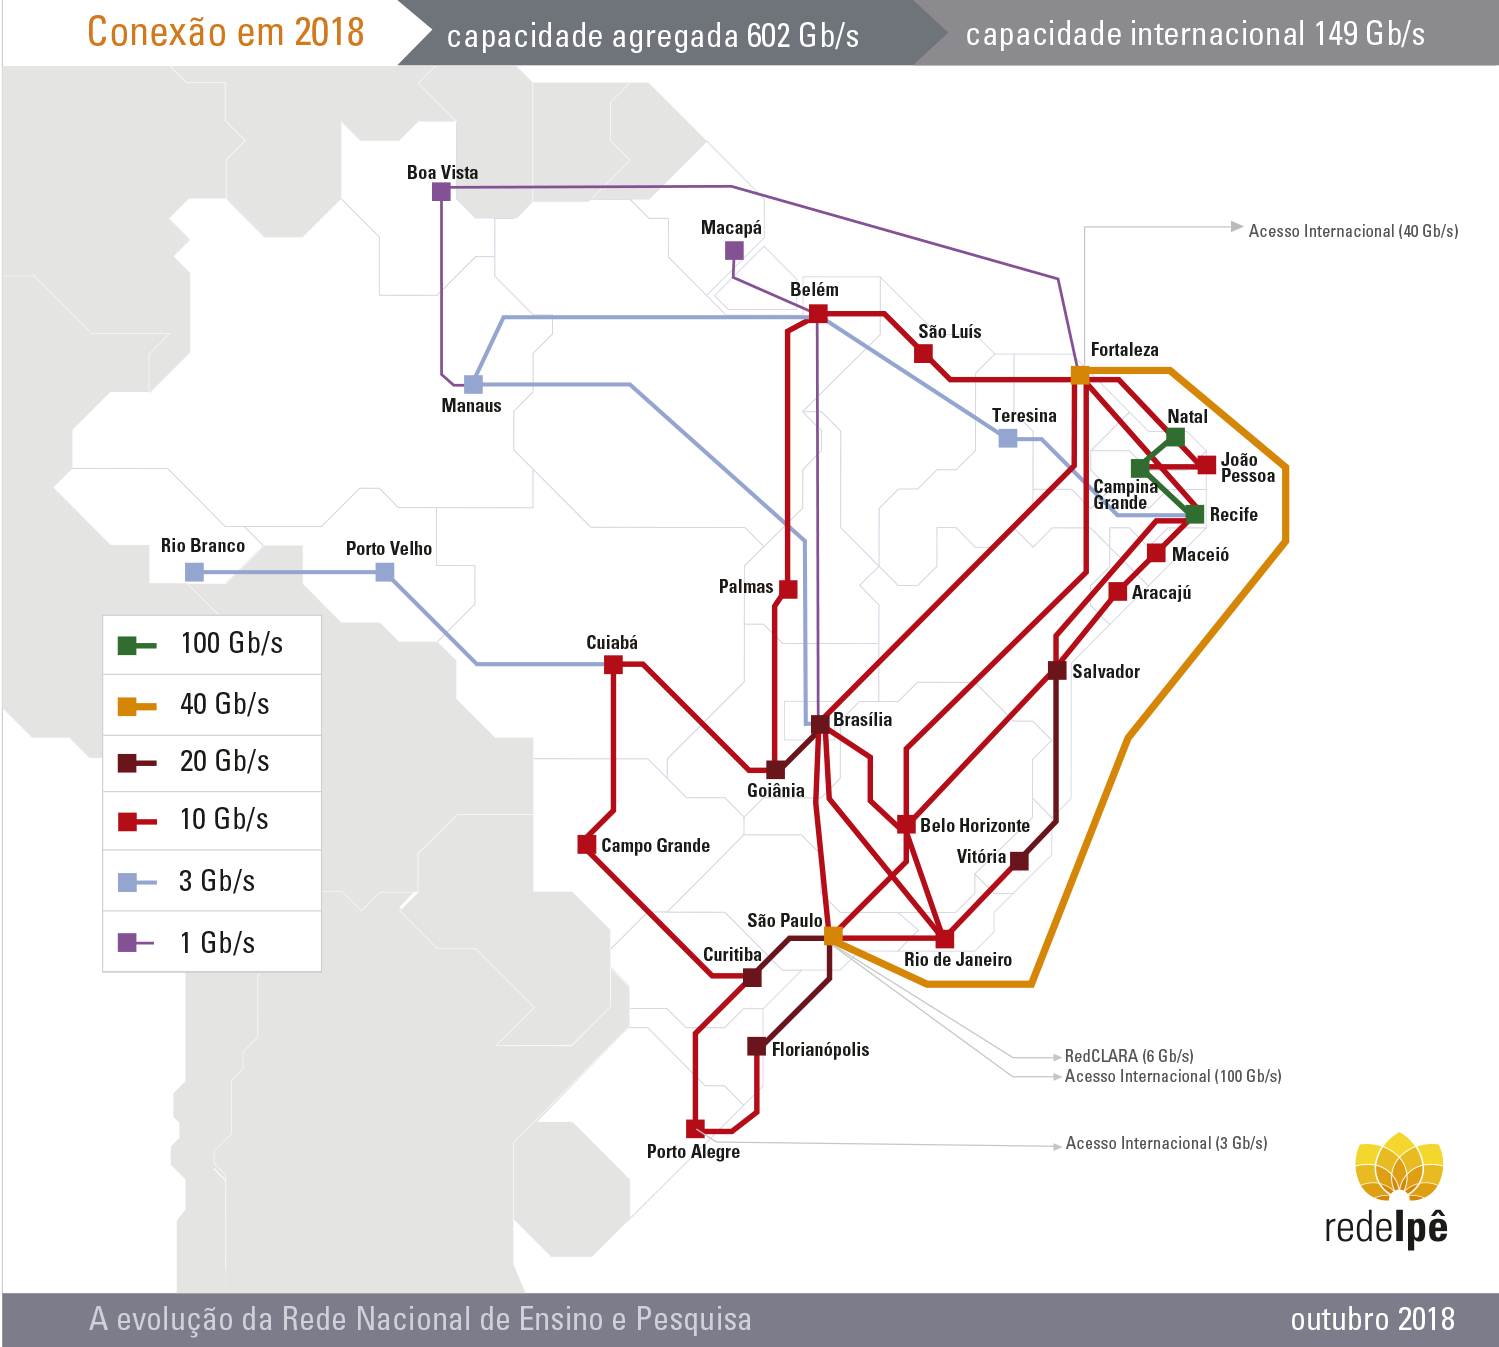 Conexão em 2018
capacidade agregada 602 Gb/s
capacidade internacional 149 Gb/s
Boa Vista
Macapá
Acesso Internacional (40 Gb/s)
Belém
São Luís
Fortaleza
Manaus
Teresina
Natal
João
Pessoa
Campina
Grande
Recife
Rio Branco
Porto Velho
Maceió
Palmas
Aracajú
Cuiabá
Salvador
100 Gb/s
40 Gb/s
20 Gb/s
10 Gb/s
3 Gb/s
1 Gb/s
Brasília
Goiânia
Belo Horizonte
Campo Grande
Vitória
São Paulo
Curitiba
Rio de Janeiro
Florianópolis
RedCLARA (6 Gb/s)
Acesso Internacional (100 Gb/s)
Porto Alegre
Acesso Internacional (3 Gb/s)
redeIpê
A evolução da Rede Nacional de Ensino e Pesquisa
outubro 2018